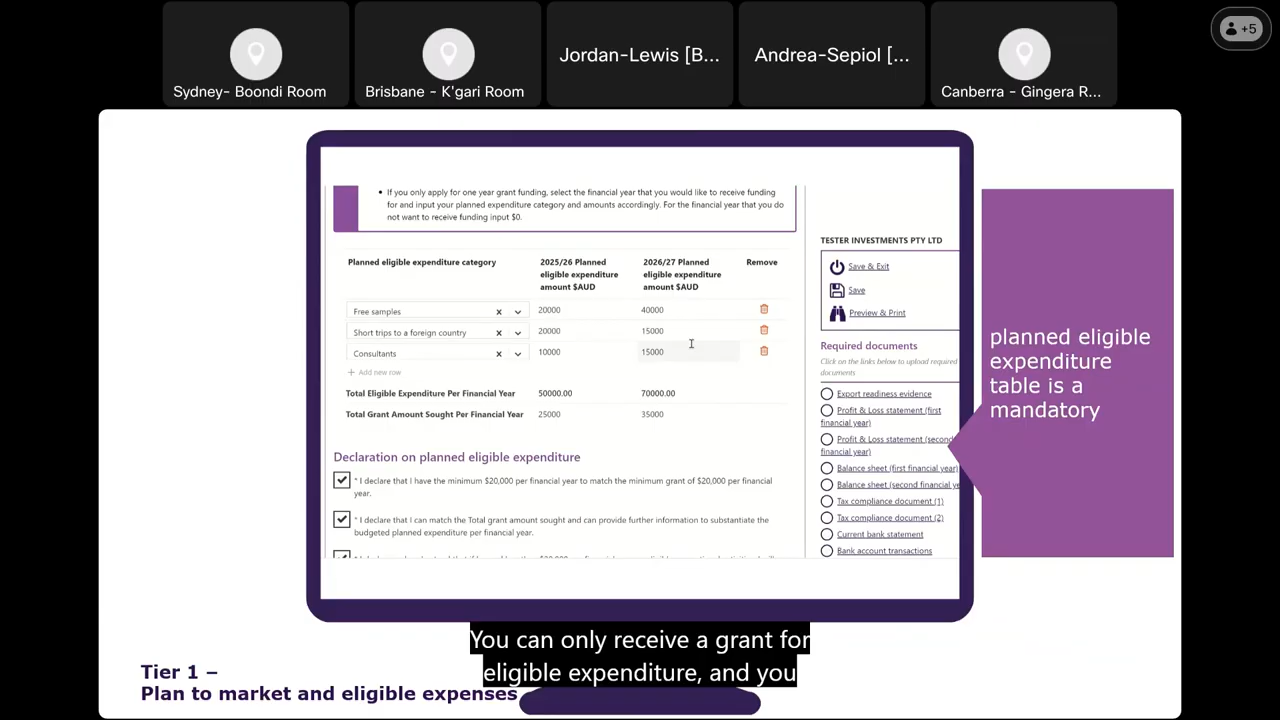 +5
Sydney- Boondi Room
Brisbane - K'gari Room
Jordan-Lewis [B...
Andrea-Sepiol [...
Canberra - Gingera R...
• If you only apply for one year grant funding, select the financial year that you would like to receive funding
for and input your planned expenditure category and amounts accordingly. For the financial year that you do
not want to receive funding input $0.
Planned eligible expenditure category
2025/26 Planned
eligible expenditure
amount $AUD
2026/27 Planned
eligible expenditure
amount $AUD
Remove
Free samples 20000 40000
Short trips to a foreign country 20000 15000
Consultants 10000 15000
+ Add new row
Total Eligible Expenditure Per Financial Year 50000.00 70000.00
Total Grant Amount Sought Per Financial Year 25000 35000
Declaration on planned eligible expenditure
* I declare that I have the minimum $20,000 per financial year to match the minimum grant of $20,000 per financial
year.
* I declare that I can match the Total grant amount sought and can provide further information to substantiate the
budgeted planned expenditure per financial year.
TESTER INVESTMENTS PTY LTD
Save & Exit
Save
Preview & Print
Required documents
Click on the links below to upload required
documents
Export readiness evidence
Profit & Loss statement (first
financial year)
Profit & Loss statement (second
financial year)
Balance sheet (first financial year)
Balance sheet (second financial ye
Tax compliance document (1)
Tax compliance document (2)
Current bank statement
Bank account transactions
planned eligible
expenditure
table is a
mandatory
You can only receive a grant for
eligible expenditure, and you
Tier 1 –
Plan to market and eligible expenses